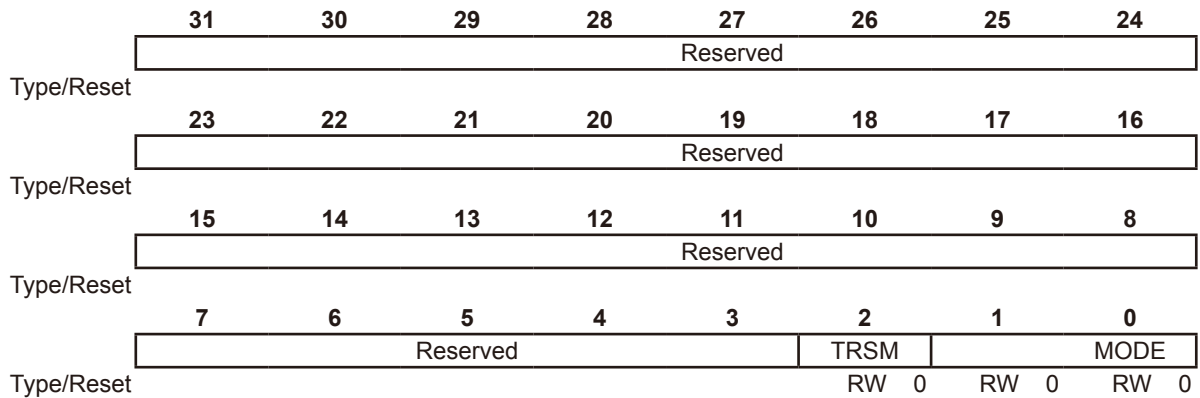 31 30 29 28 27 26 25 24
Reserved
Type/Reset
23 22 21 20 19 18 17 16
Reserved
Type/Reset
15 14 13 12 11 10 9 8
Reserved
Type/Reset
7 6 5 4 3 2 1 0
Reserved TRSM MODE
Type/Reset RW 0 RW 0 RW 0